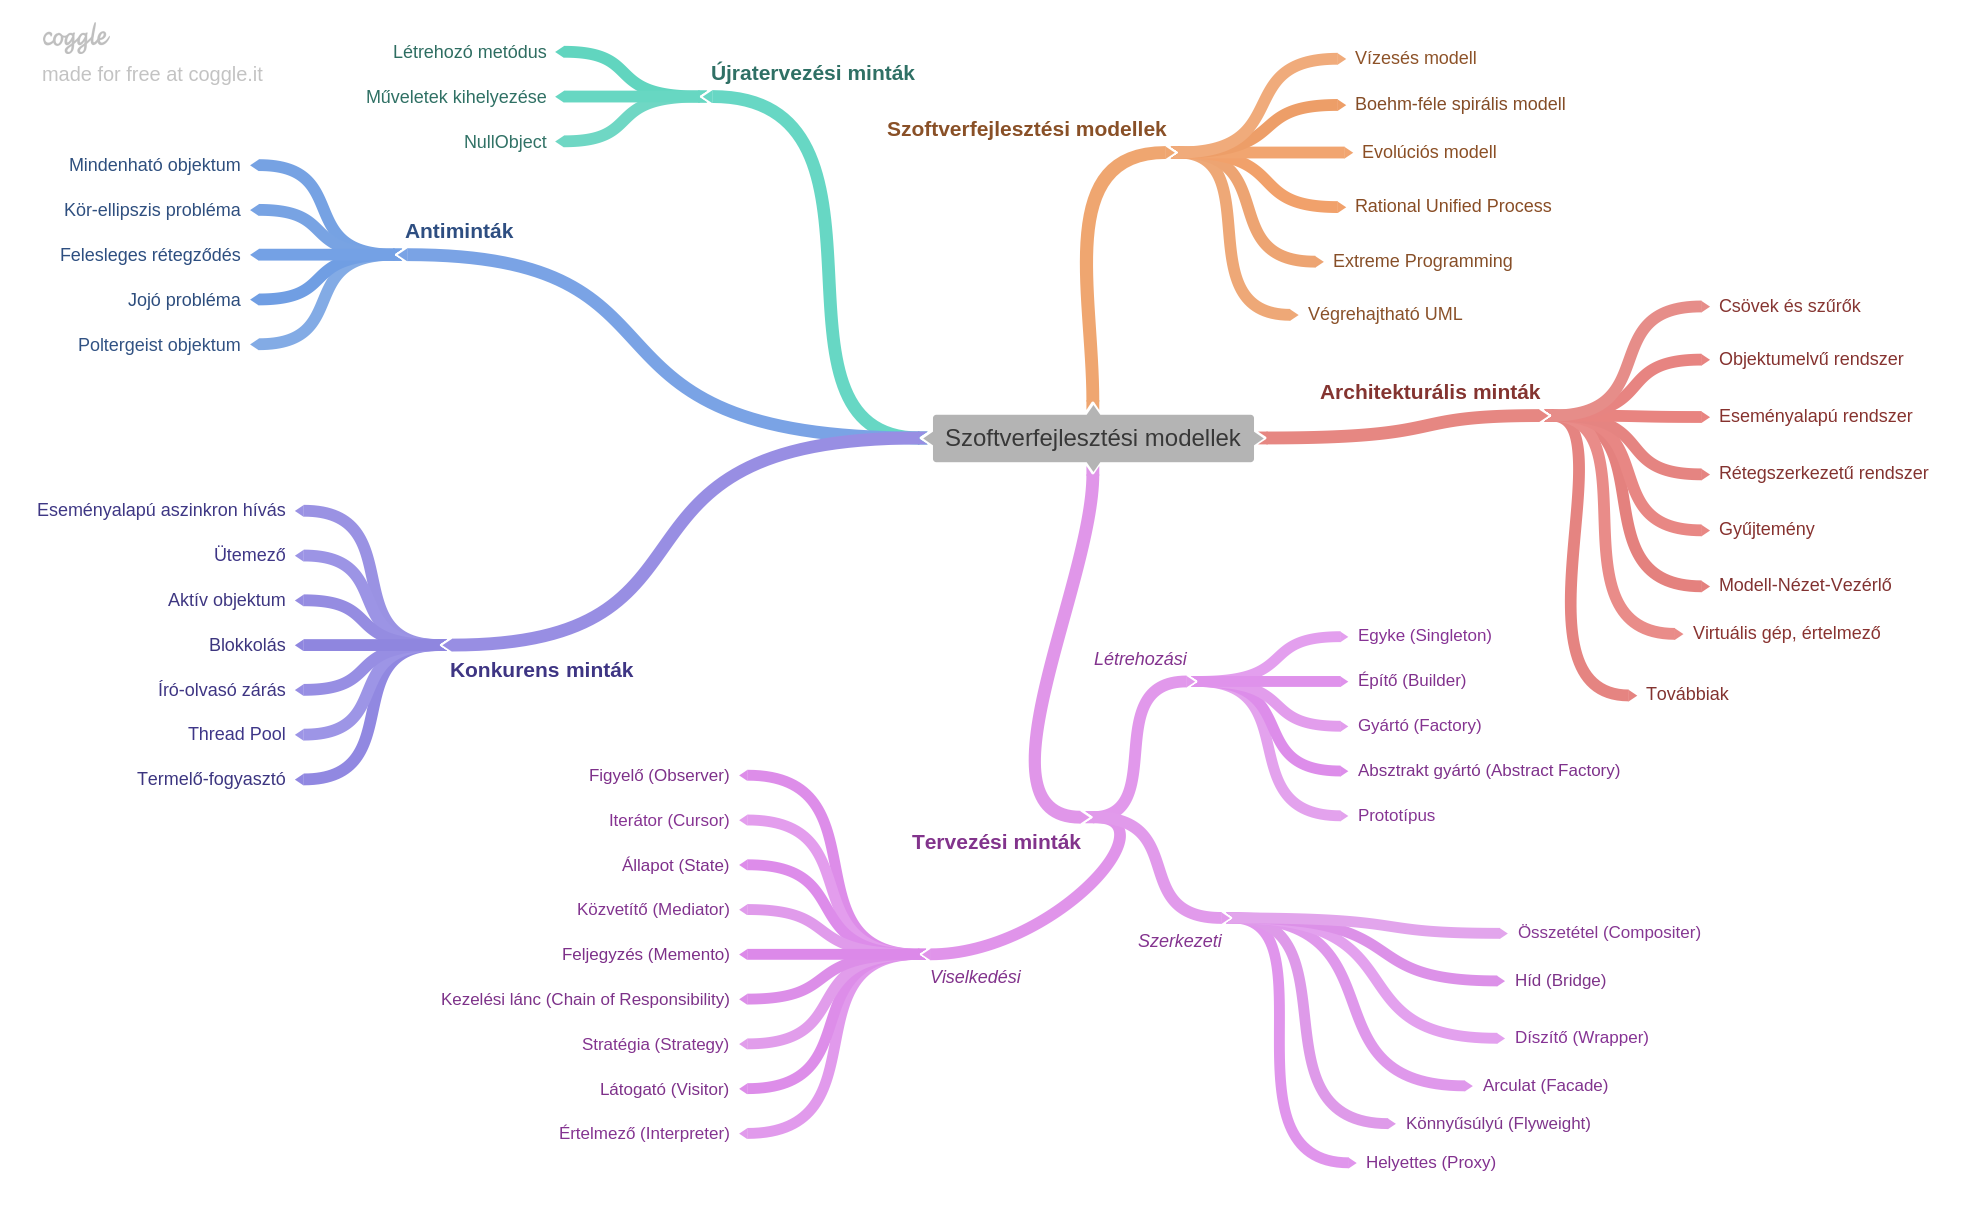 coggle
made for free at coggle.it
Szoftverfejlesztési modellek
Újratervezési minták
Létrehozó metódus
Műveletek kihelyezése
NullObject
Antiminták
Mindenható objektum
Kör-ellipszis probléma
Felesleges rétegződés
Jojó probléma
Poltergeist objektum
Konkurens minták
Eseményalapú aszinkron hívás
Ütemező
Aktív objektum
Blokkolás
Író-olvasó zárás
Thread Pool
Termelő-fogyasztó
Szoftverfejlesztési modellek
Vízesés modell
Boehm-féle spirális modell
Evolúciós modell
Rational Unified Process
Extreme Programming
Végrehajtható UML
Architekturális minták
Csövek és szűrők
Objektumelvű rendszer
Eseményalapú rendszer
Rétegszerkezetű rendszer
Gyűjtemény
Modell-Nézet-Vezérlő
Virtuális gép, értelmező
Továbbiak
Tervezési minták
Létrehozási
Egyke (Singleton)
Építő (Builder)
Gyártó (Factory)
Absztrakt gyártó (Abstract Factory)
Prototípus
Szerkezeti
Összetétel (Compositer)
Híd (Bridge)
Díszítő (Wrapper)
Arculat (Facade)
Könnyűsúlyú (Flyweight)
Helyettes (Proxy)
Viselkedési
Figyelő (Observer)
Iterátor (Cursor)
Állapot (State)
Közvetítő (Mediator)
Feljegyzés (Memento)
Kezelési lánc (Chain of Responsibility)
Stratégia (Strategy)
Látogató (Visitor)
Értelmező (Interpreter)